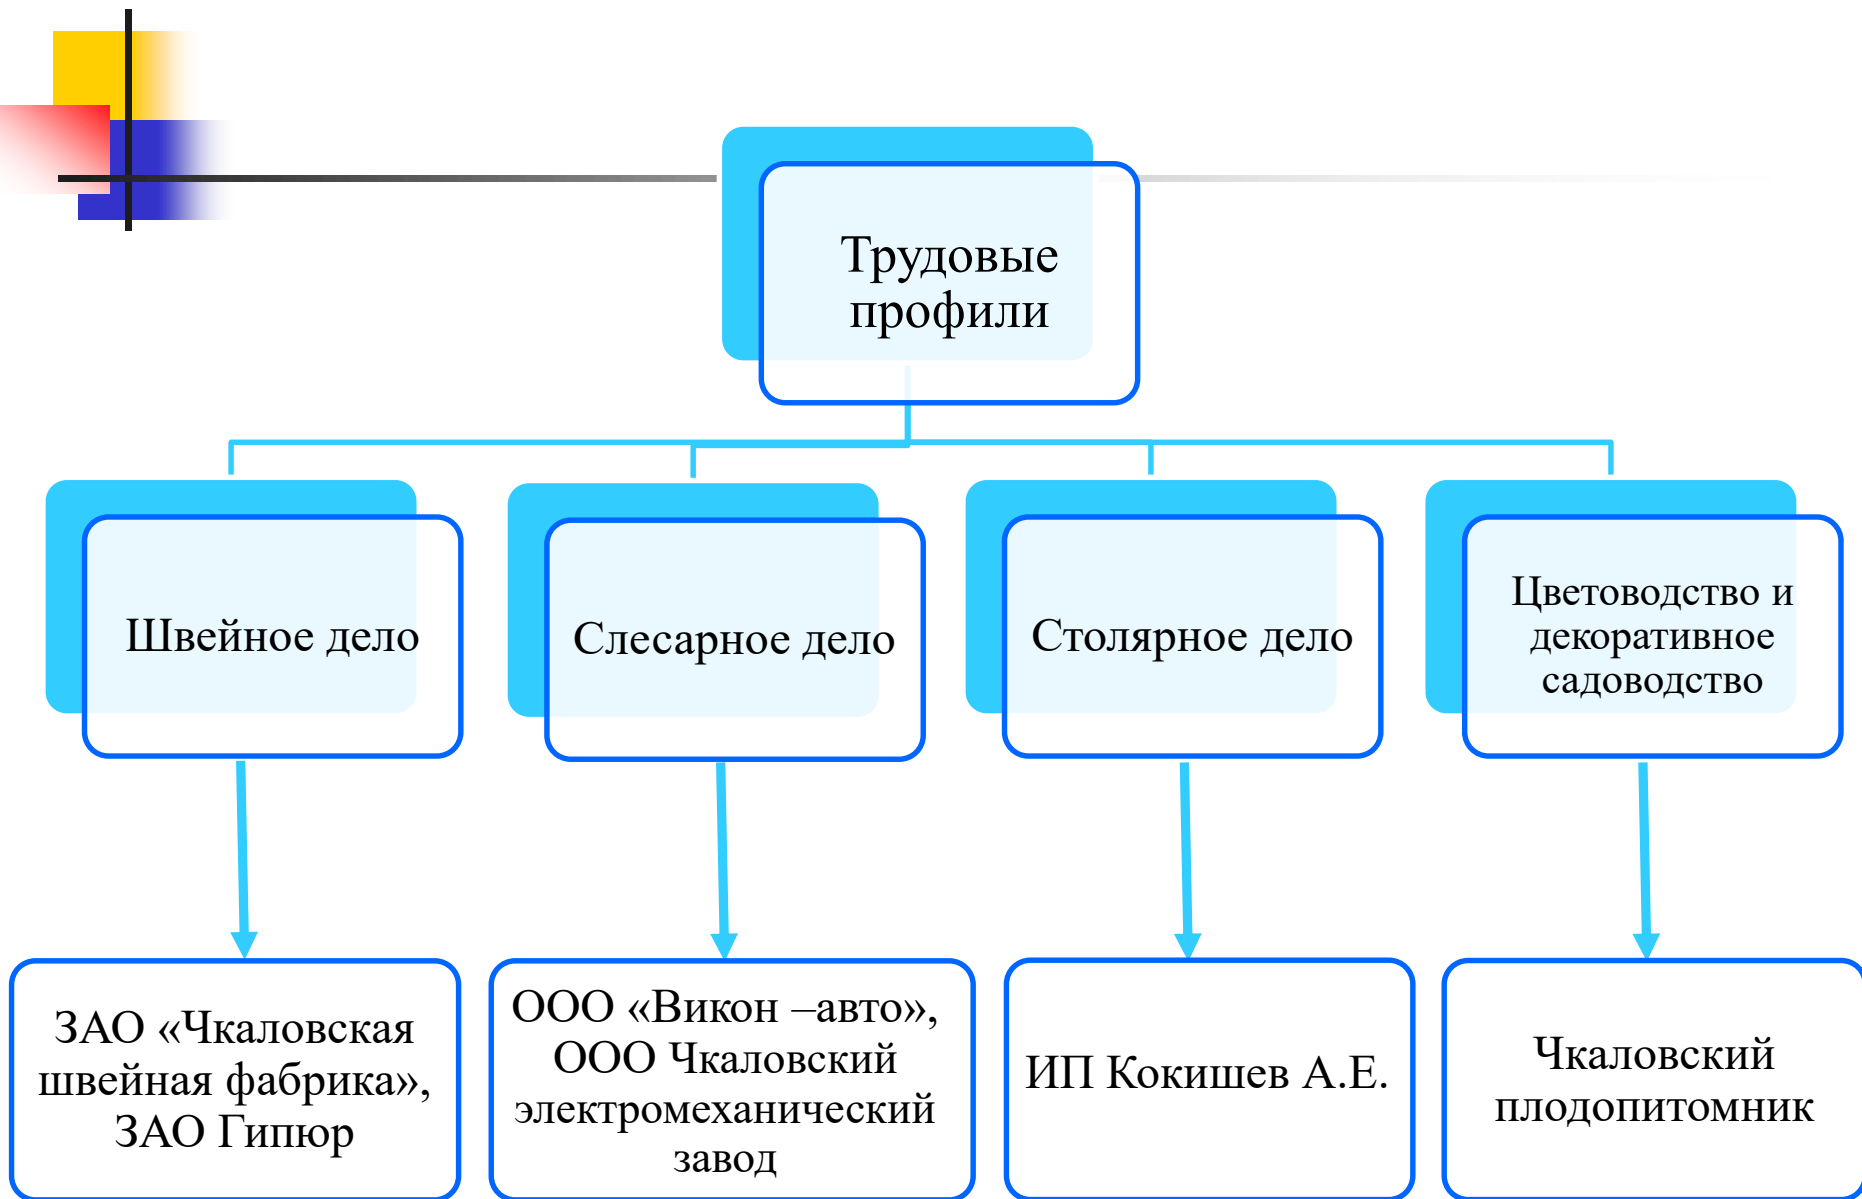 Трудовые
профили
Швейное дело
Слесарное дело
Столярное дело
Цветоводство и
декоративное
садоводство
ЗАО «Чкаловская
швейная фабрика»,
ЗАО Гипюр
ООО «Викон –авто»,
ООО Чкаловский
электромеханический
завод
ИП Кокишев А.Е.
Чкаловский
плодопитомник